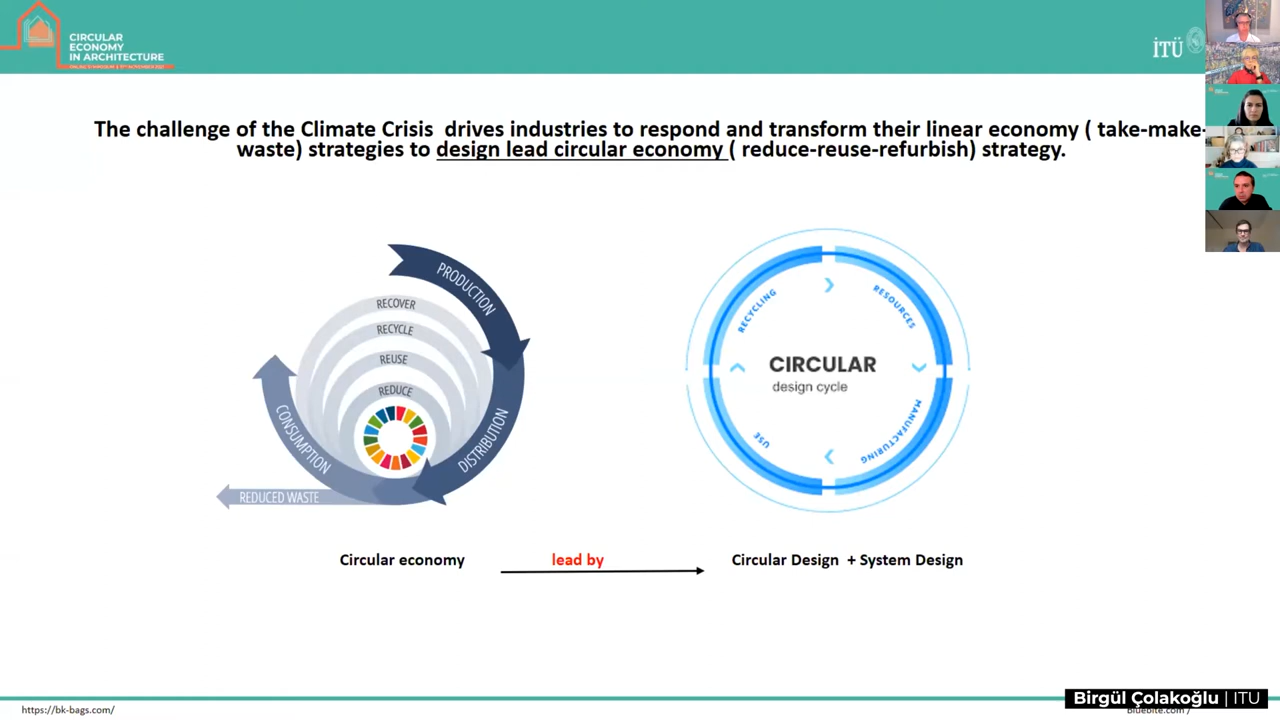 CIRCULAR
ECONOMY
IN ARCHITECTURE
İTÜ
The challenge of the Climate Crisis drives industries to respond and transform their linear economy ( take-make-
waste) strategies to design lead circular economy ( reduce-reuse-refurbish) strategy.
PRODUCTION
RECOVER
RECYCLE
REUSE
REDUCE
CONSUMPTION
DISTRIBUTION
REDUCED WASTE
RECYCLING
RESOURCES
CIRCULAR
design cycle
USE
MANUFACTURING
Circular economy
lead by
Circular Design + System Design
Birgül Çolakoğlu | ITU
https://bk-bags.com/